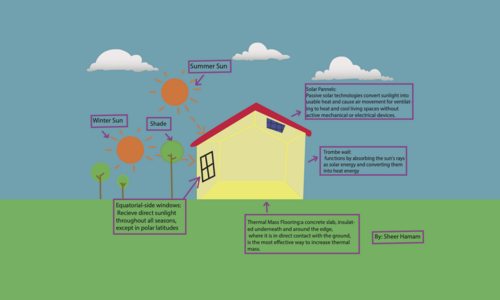 Summer Sun
Solar Pannels:
Passive solar technologies convert sunlight into
usable heat and cause air movement for ventilat
ing to heat and cool living spaces without
active mechanical or electrical devices.
Winter Sun
Shade
Trombe wall:
functions by absorbing the sun's rays
as solar energy and converting them
into heat energy
Equatorial-side windows:
Recieve direct sunlight
throughout all seasons,
except in polar latitudes
Thermal Mass Flooring:a concrete slab, insulat-
ed underneath and around the edge,
where it is in direct contact with the ground,
is the most effective way to increase thermal
mass.
By: Sheer Hamam